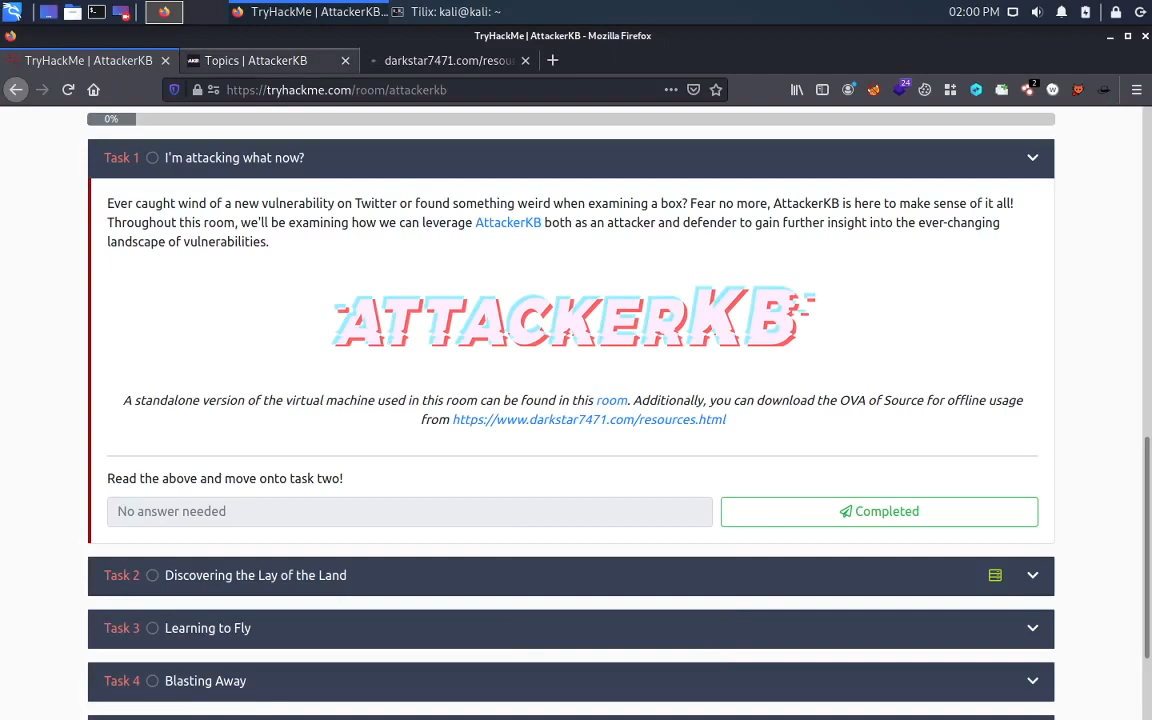 TryHackMe | AttackerKB...
Tilix: kali@kali: ~
02:00 PM
TryHackMe | AttackerKB - Mozilla Firefox
TryHackMe | AttackerKB
AKB
Topics | AttackerKB
darkstar7471.com/resou
https://tryhackme.com/room/attackerkb
24
2
0%
Task 1 I'm attacking what now?
Ever caught wind of a new vulnerability on Twitter or found something weird when examining a box? Fear no more, AttackerKB is here to make sense of it all!
Throughout this room, we'll be examining how we can leverage AttackerKB both as an attacker and defender to gain further insight into the ever-changing
landscape of vulnerabilities.
ATTACKERKB
A standalone version of the virtual machine used in this room can be found in this room. Additionally, you can download the OVA of Source for offline usage
from https://www.darkstar7471.com/resources.html
Read the above and move onto task two!
No answer needed
Completed
Task 2 Discovering the Lay of the Land
Task 3 Learning to Fly
Task 4 Blasting Away